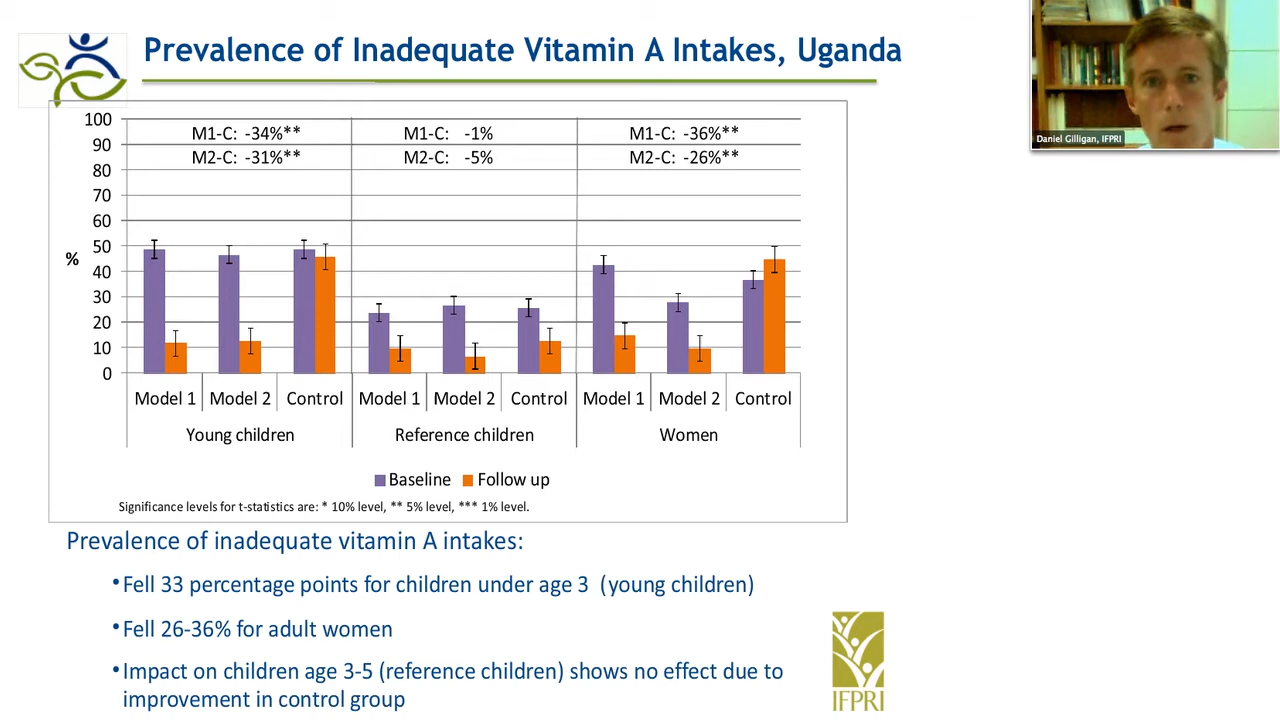 Prevalence of Inadequate Vitamin A Intakes, Uganda
Daniel Gilligan, IFPRI
100
90
80
70
60
50
40
30
20
10
0
%
M1-C: -34%**
M2-C: -31%**
M1-C: -1%
M2-C: -5%
M1-C: -36%**
M2-C: -26%**
Model 1 Model 2 Control Model 1 Model 2 Control Model 1 Model 2 Control
Young children Reference children Women
Baseline Follow up
Significance levels for t-statistics are: * 10% level, ** 5% level, *** 1% level.
Prevalence of inadequate vitamin A intakes:
•Fell 33 percentage points for children under age 3 (young children)
•Fell 26-36% for adult women
•Impact on children age 3-5 (reference children) shows no effect due to
improvement in control group
IFPRI